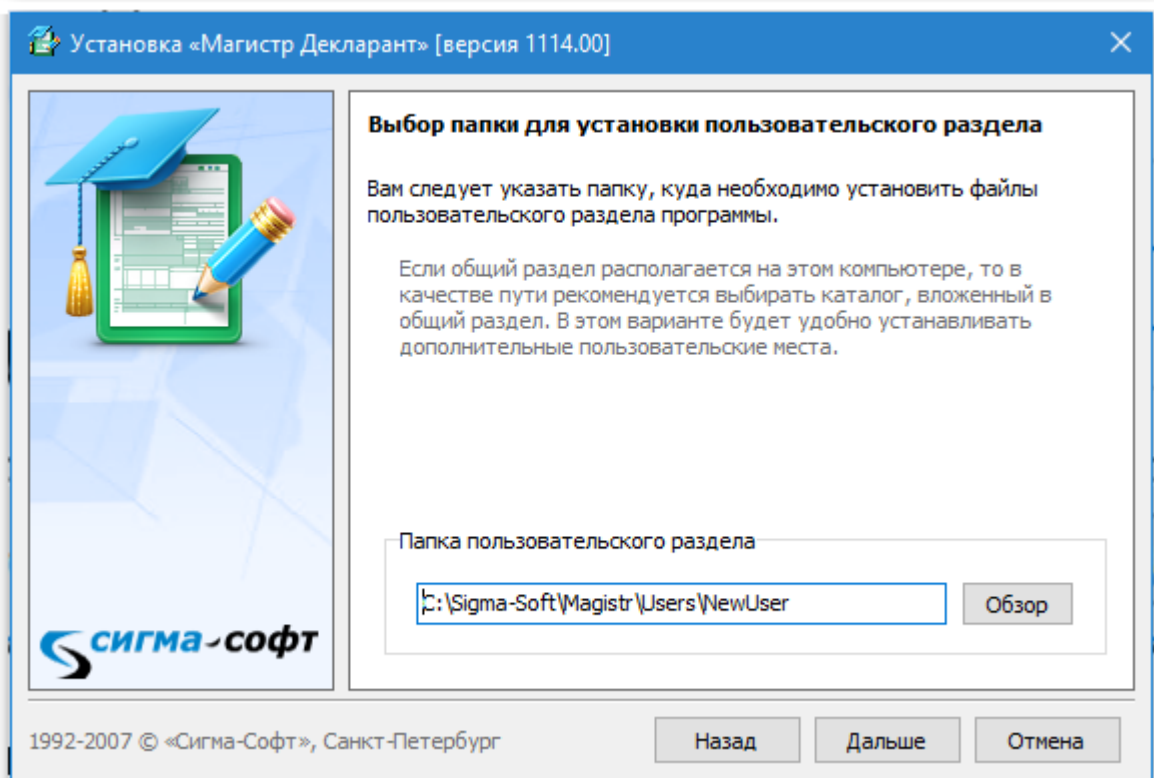 Установка «Магистр Декларант» [версия 1114.00]
Выбор папки для установки пользовательского раздела
Вам следует указать папку, куда необходимо установить файлы
пользовательского раздела программы.
Если общий раздел располагается на этом компьютере, то в
качестве пути рекомендуется выбирать каталог, вложенный в
общий раздел. В этом варианте будет удобно устанавливать
дополнительные пользовательские места.
Папка пользовательского раздела
C:\Sigma-Soft\Magistr\Users\NewUser
Обзор
сигма-софт
1992-2007 © «Сигма-Софт», Санкт-Петербург
Назад
Дальше
Отмена